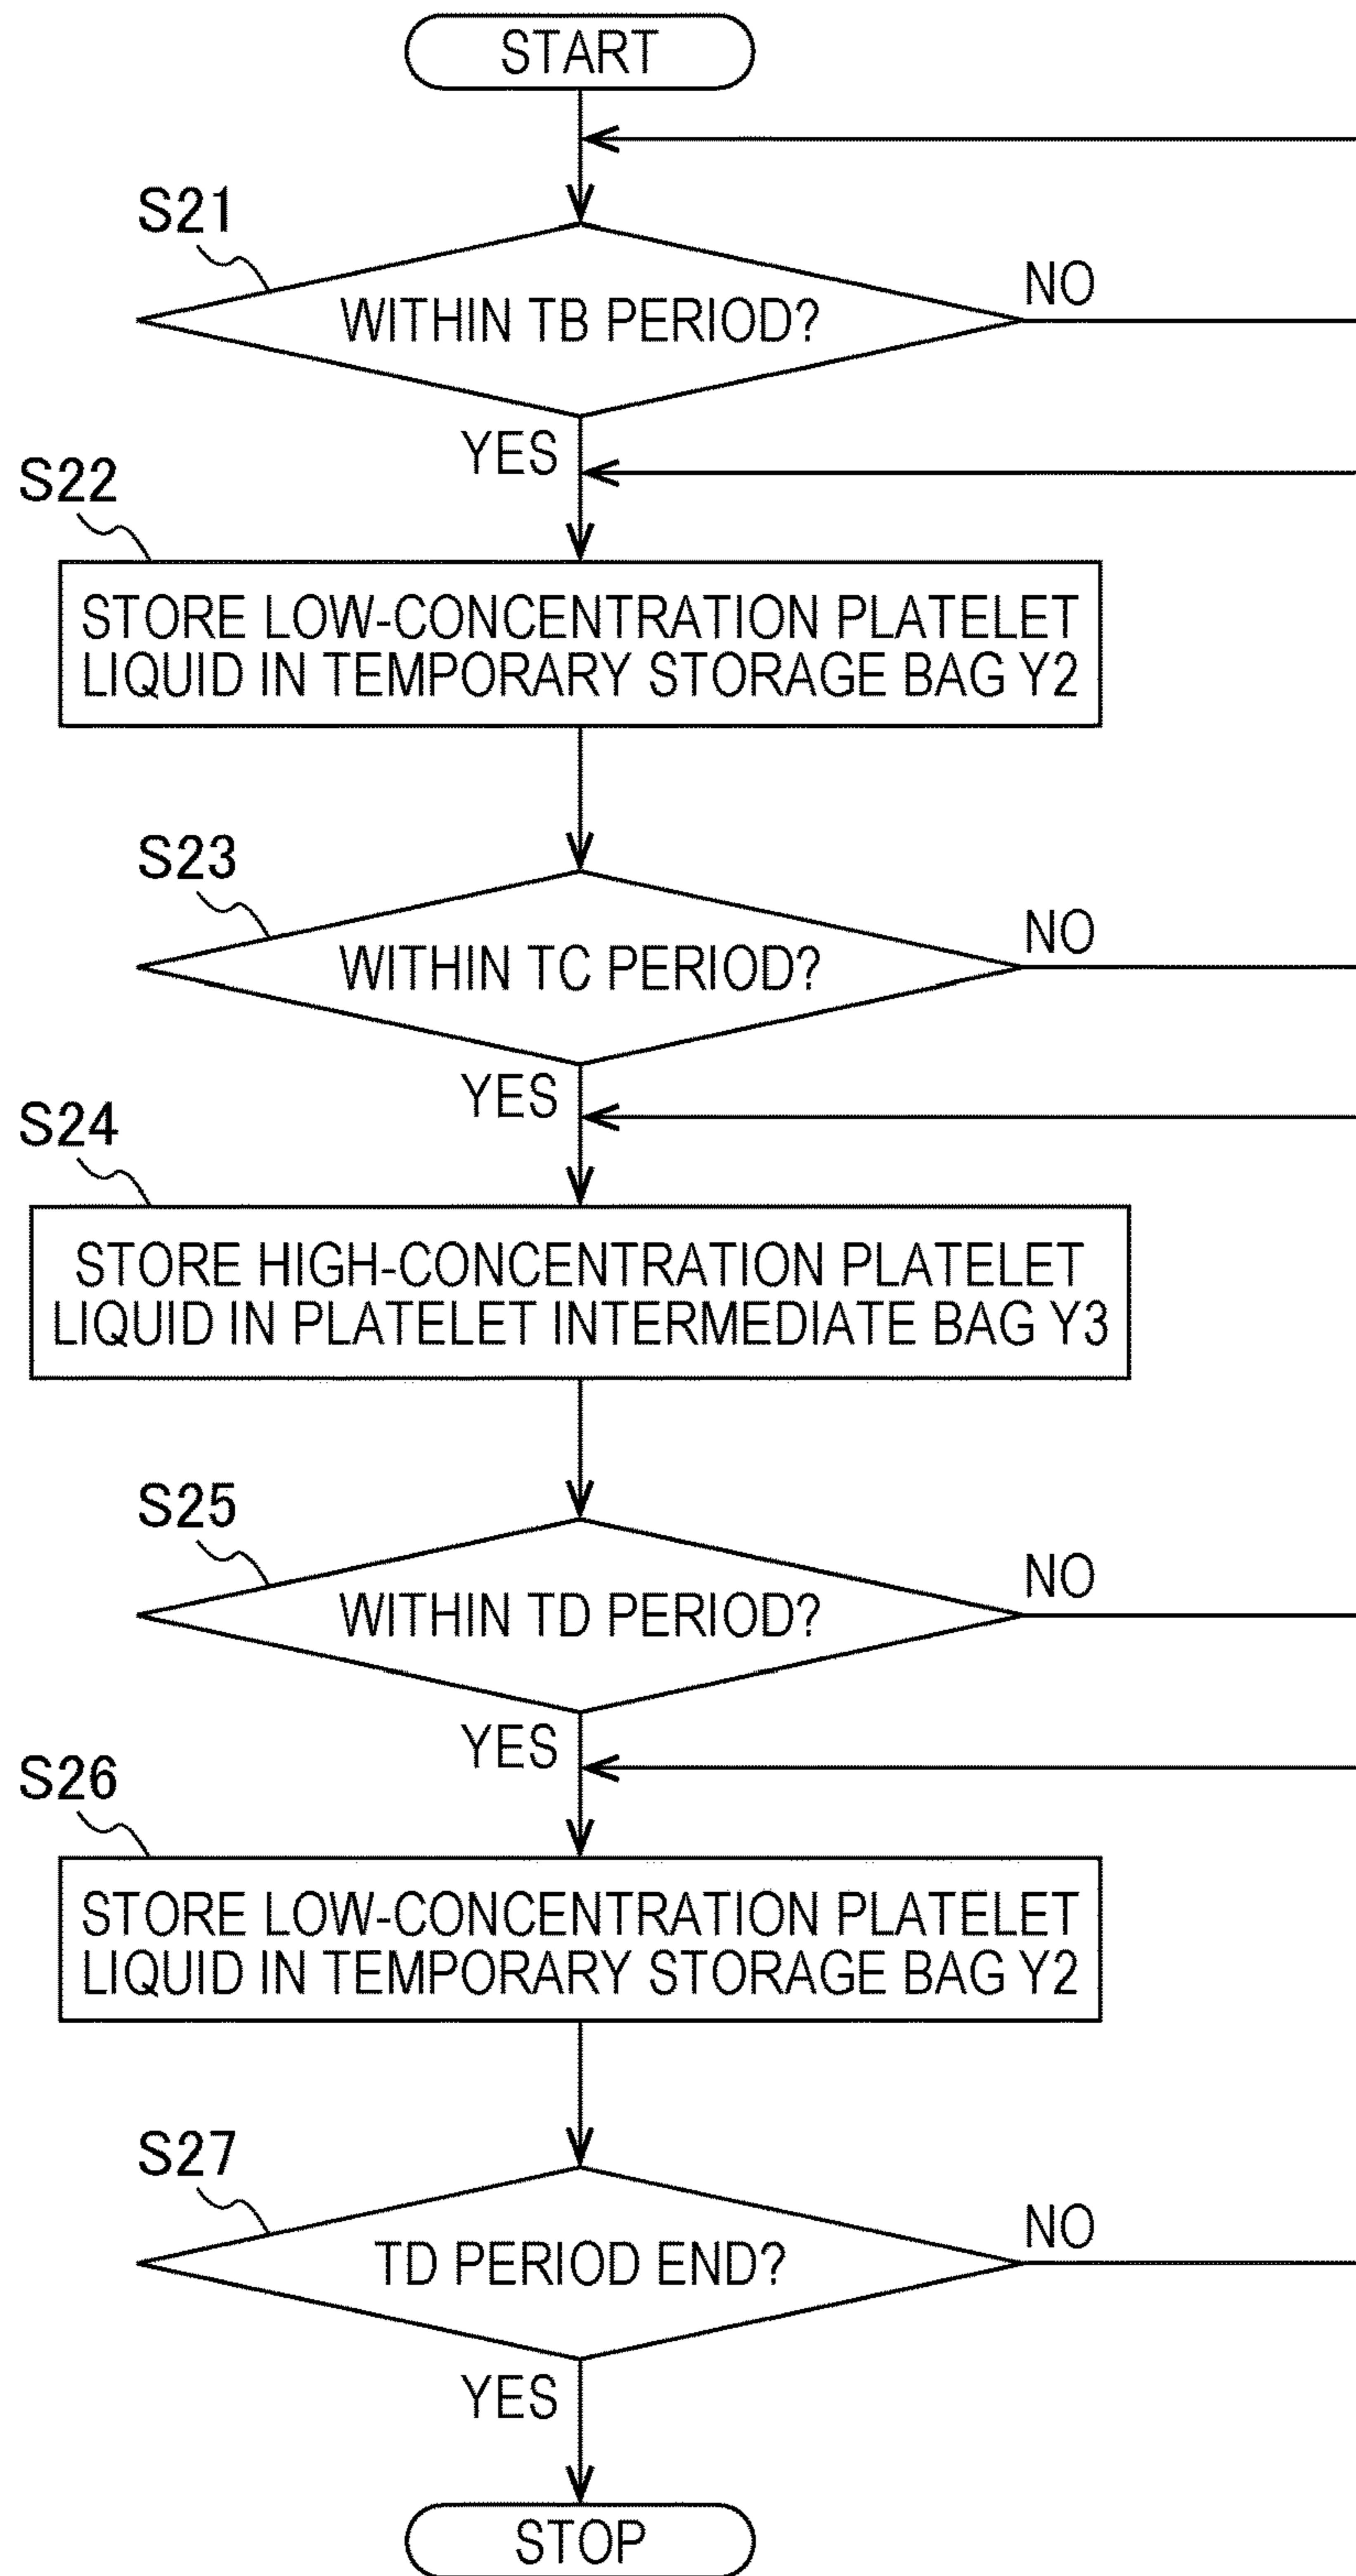 START
S21
WITHIN TB PERIOD?
NO
YES
S22
STORE LOW-CONCENTRATION PLATELET
LIQUID IN TEMPORARY STORAGE BAG Y2
S23
WITHIN TC PERIOD?
NO
YES
S24
STORE HIGH-CONCENTRATION PLATELET
LIQUID IN PLATELET INTERMEDIATE BAG Y3
S25
WITHIN TD PERIOD?
NO
YES
S26
STORE LOW-CONCENTRATION PLATELET
LIQUID IN TEMPORARY STORAGE BAG Y2
S27
TD PERIOD END?
NO
YES
STOP